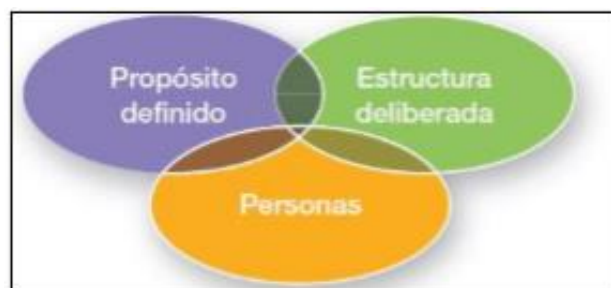 Propósito
definido
Estructura
deliberada
Personas